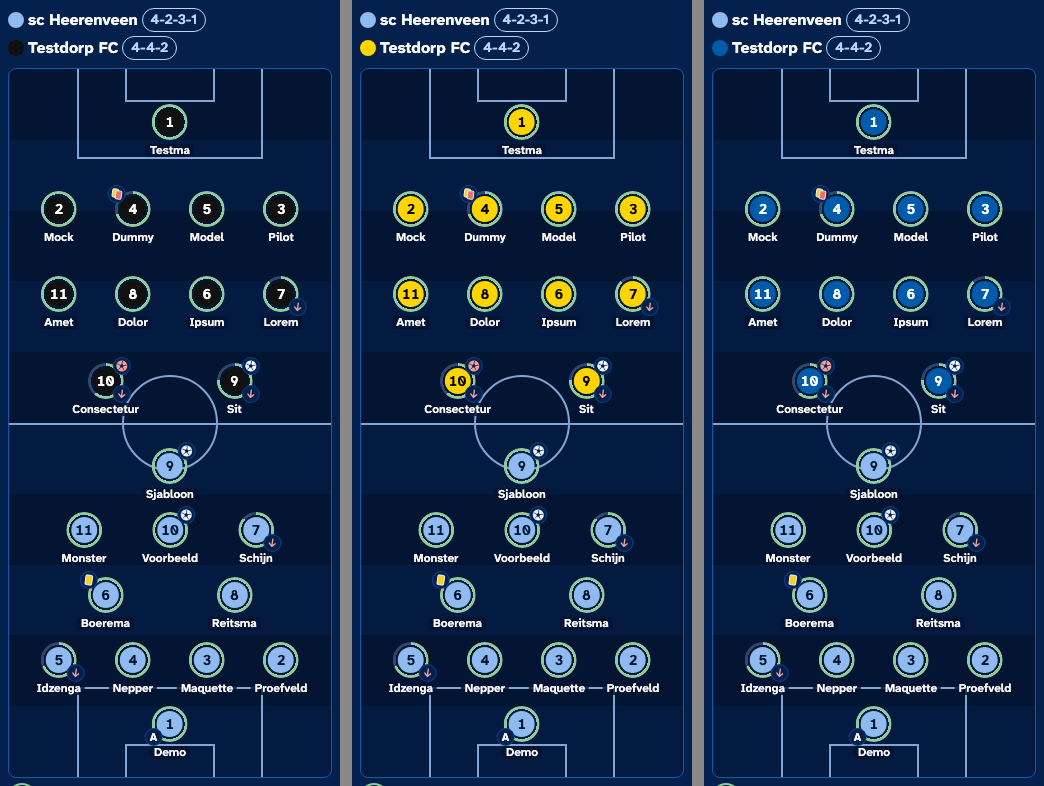 sc Heerenveen 4-2-3-1
Testdorp FC 4-4-2
1
Testma
2 4 5 3
Mock Dummy Model Pilot
11 8 6 7
Amet Dolor Ipsum Lorem
10 9
Consectetur Sit
9
Sjabloon
11 10 7
Monster Voorbeeld Schijn
6 8
Boerema Reitsma
5 4 3 2
Idzenga Nepper Maquette Proefveld
1
A
Demo
sc Heerenveen 4-2-3-1
Testdorp FC 4-4-2
1
Testma
2 4 5 3
Mock Dummy Model Pilot
11 8 6 7
Amet Dolor Ipsum Lorem
10 9
Consectetur Sit
9
Sjabloon
11 10 7
Monster Voorbeeld Schijn
6 8
Boerema Reitsma
5 4 3 2
Idzenga Nepper Maquette Proefveld
1
A
Demo
sc Heerenveen 4-2-3-1
Testdorp FC 4-4-2
1
Testma
2 4 5 3
Mock Dummy Model Pilot
11 8 6 7
Amet Dolor Ipsum Lorem
10 9
Consectetur Sit
9
Sjabloon
11 10 7
Monster Voorbeeld Schijn
6 8
Boerema Reitsma
5 4 3 2
Idzenga Nepper Maquette Proefveld
1
A
Demo